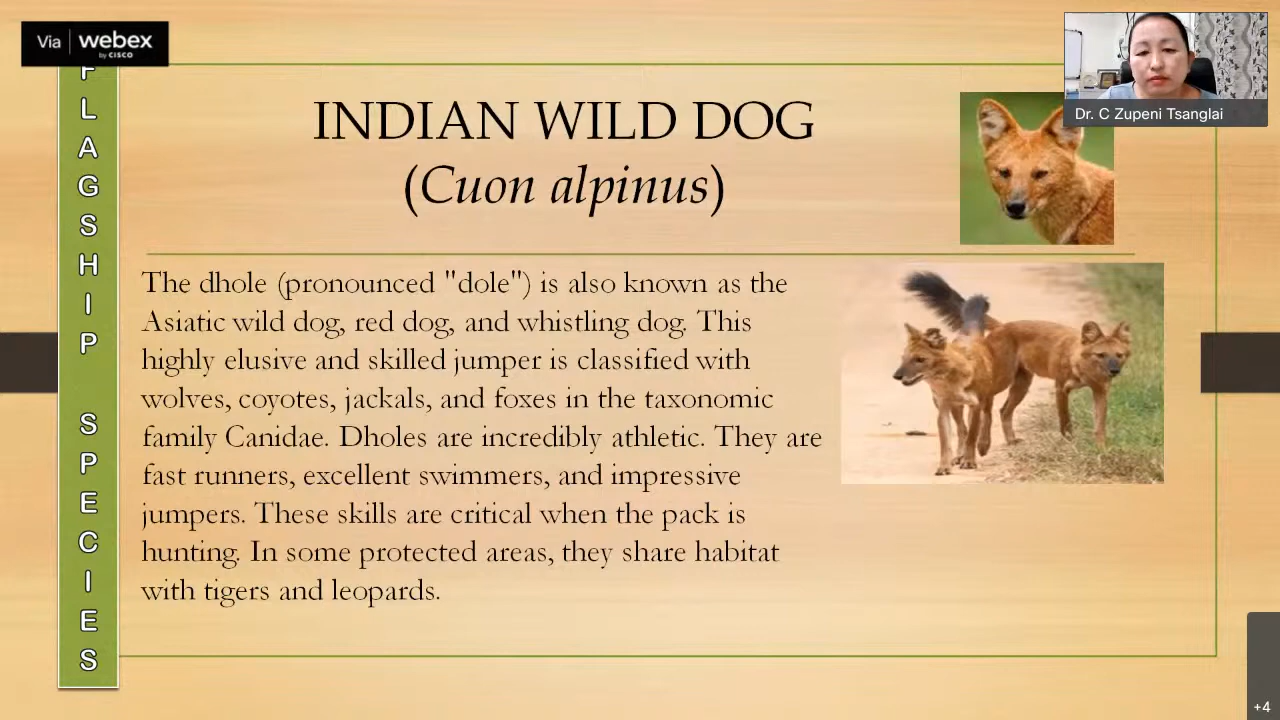 Via webex
by CISCO
FLAGSHIP SPECIES
INDIAN WILD DOG
(Cuon alpinus)
Dr. C Zupeni Tsanglai
The dhole (pronounced "dole") is also known as the
Asiatic wild dog, red dog, and whistling dog. This
highly elusive and skilled jumper is classified with
wolves, coyotes, jackals, and foxes in the taxonomic
family Canidae. Dholes are incredibly athletic. They are
fast runners, excellent swimmers, and impressive
jumpers. These skills are critical when the pack is
hunting. In some protected areas, they share habitat
with tigers and leopards.
+4